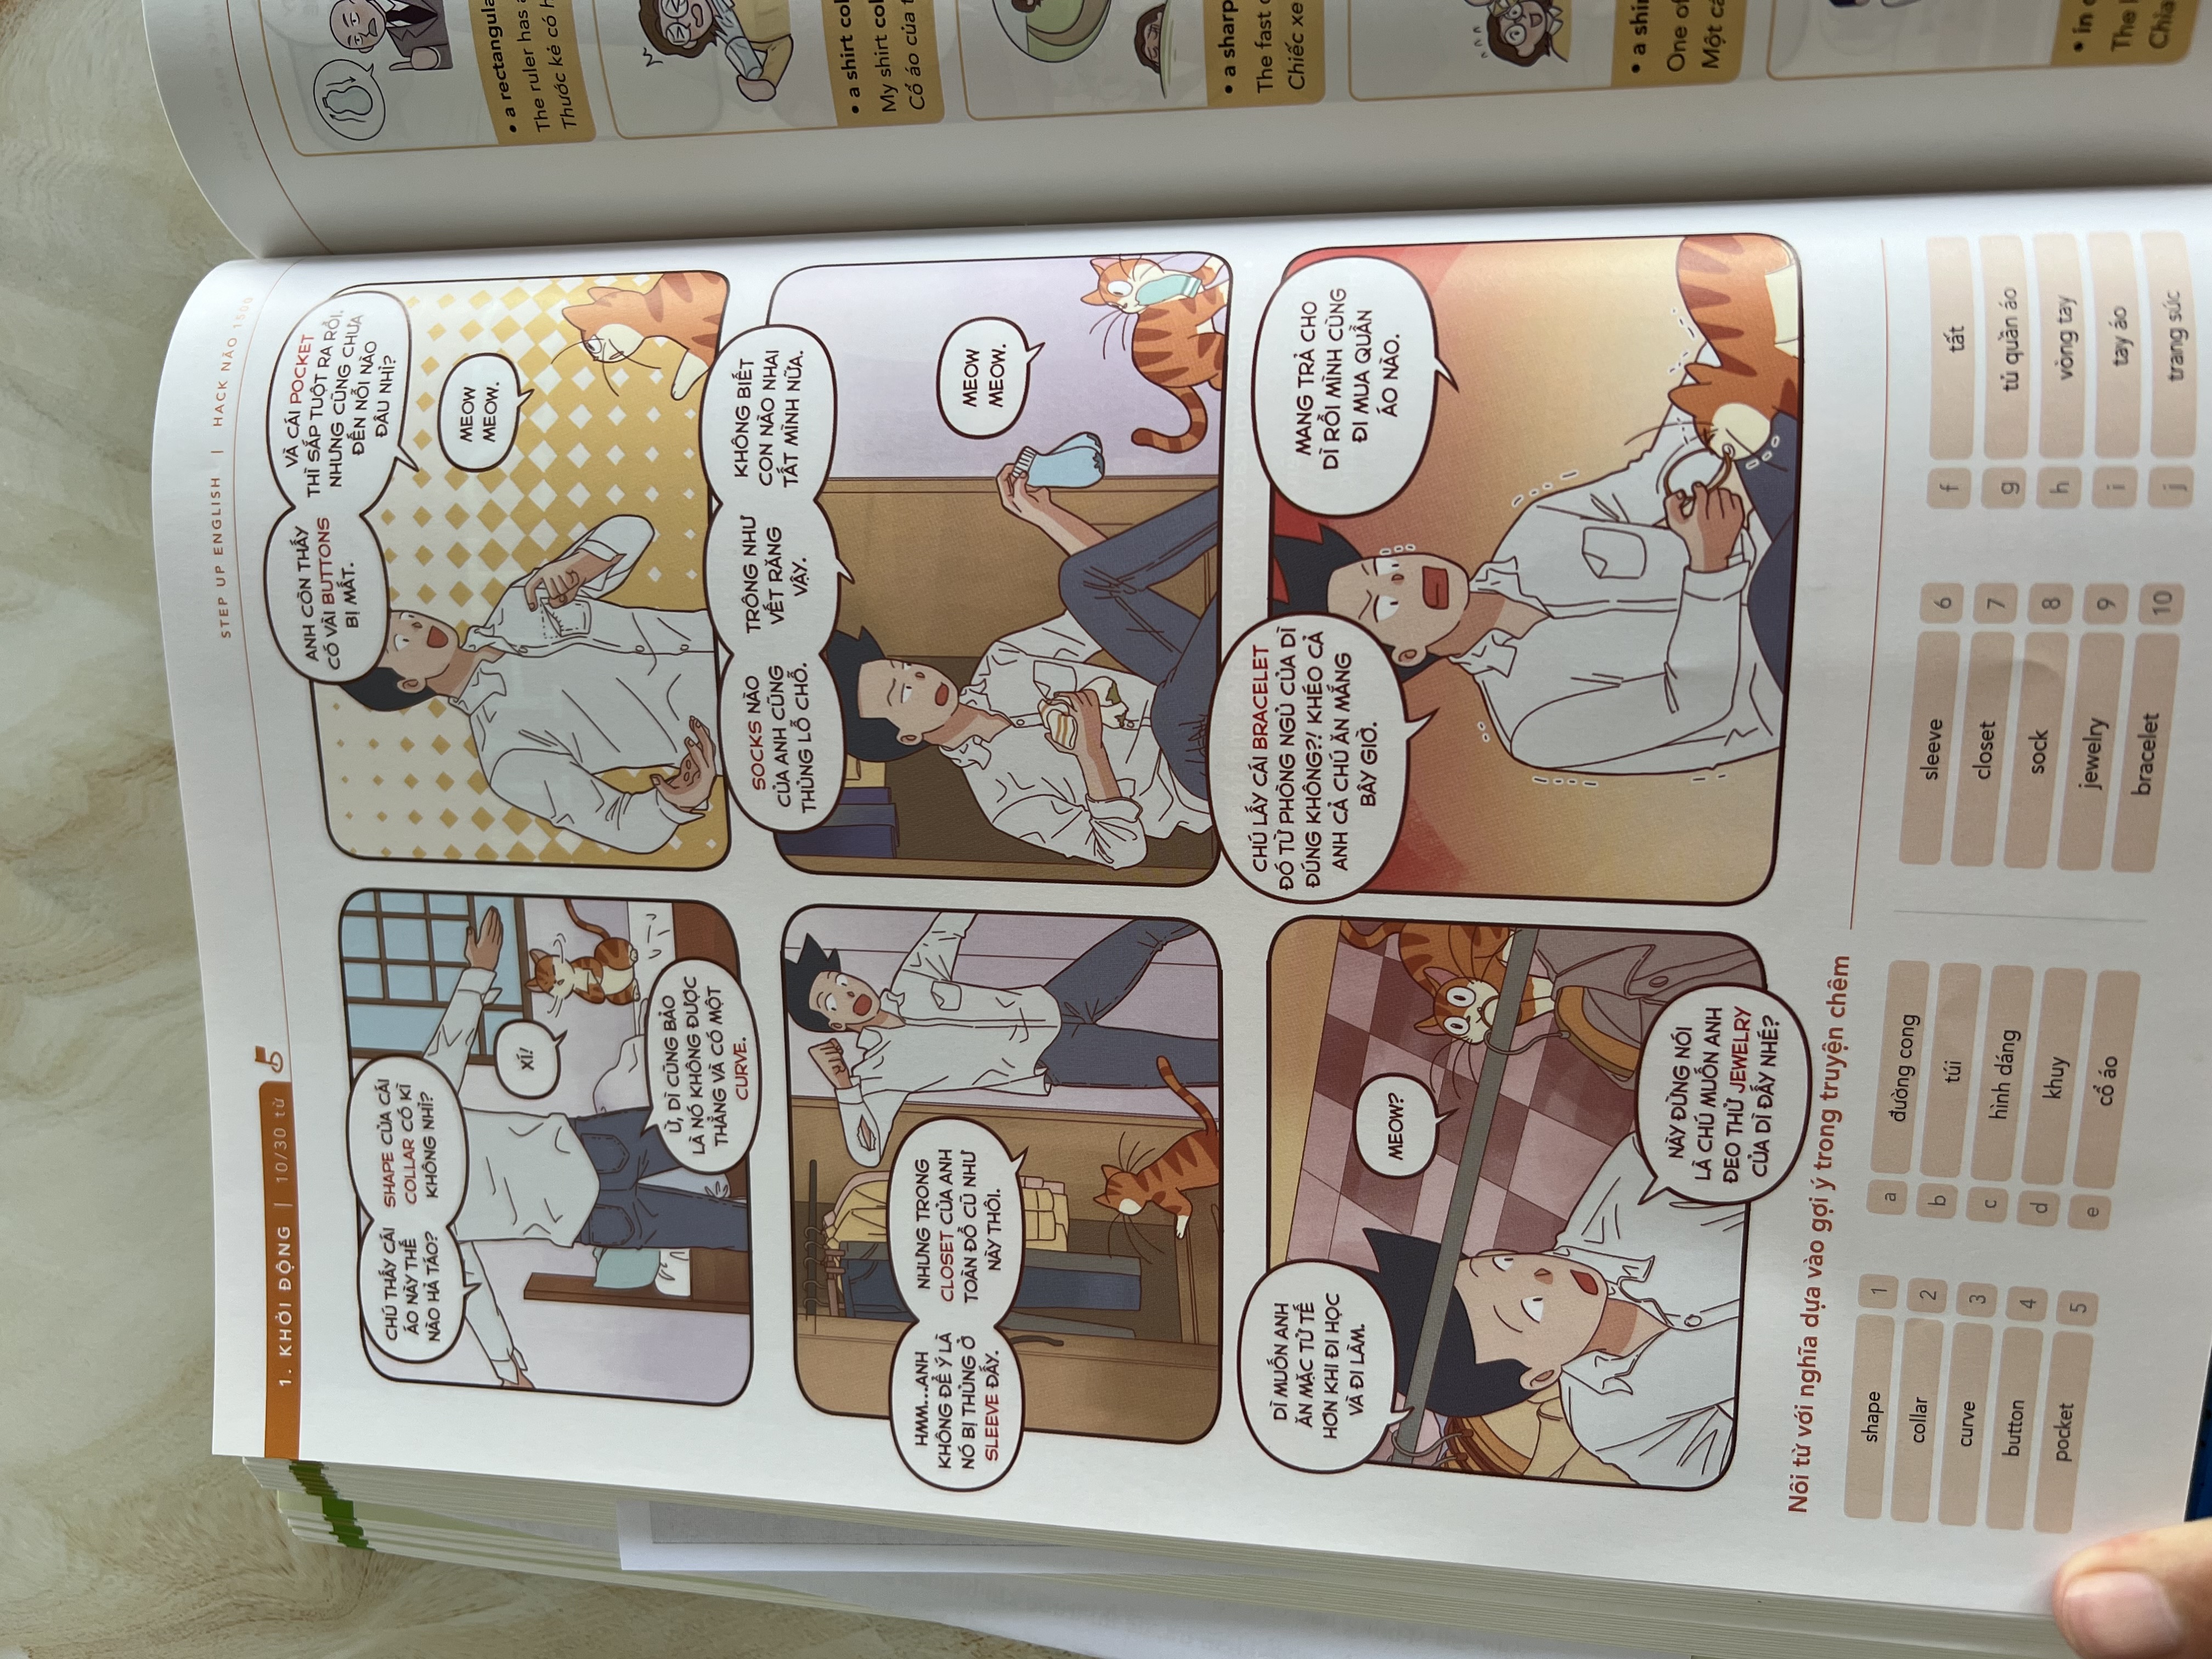 STEP UP ENGLISH | HACK NÃO 1500
1. KHỞI ĐỘNG | 10/30 từ
CHÚ THẤY CÁI
ÁO NÀY THẾ
NÀO HẢ TÁO?
SHAPE CỦA CÁI
COLLAR CÓ KÌ
KHÔNG NHỈ?
XÍ!
Ừ, DÌ CŨNG BẢO
LÀ NÓ KHÔNG ĐƯỢC
THẲNG VÀ CÓ MỘT
CURVE.
ANH CÒN THẤY
CÓ VÀI BUTTONS
BỊ MẤT.
VÀ CÁI POCKET
THÌ SẮP TUỘT RA RỒI.
NHƯNG CŨNG CHƯA
ĐẾN NỖI NÀO
ĐÂU NHỈ?
MEOW
MEOW.
HMM...ANH
KHÔNG ĐỂ Ý LÀ
NÓ BỊ THỦNG Ở
SLEEVE ĐẤY.
NHƯNG TRONG
CLOSET CỦA ANH
TOÀN ĐỒ CŨ NHƯ
NÀY THÔI.
SOCKS NÀO
CỦA ANH CŨNG
THỦNG LỖ CHỖ.
TRÔNG NHƯ
VẾT RĂNG
VẬY.
KHÔNG BIẾT
CON NÀO NHAI
TẤT MÌNH NỮA.
MEOW
MEOW.
DÌ MUỐN ANH
ĂN MẶC TỬ TẾ
HƠN KHI ĐI HỌC
VÀ ĐI LÀM.
MEOW?
NÀY ĐỪNG NÓI
LÀ CHÚ MUỐN ANH
ĐEO THỬ JEWELRY
CỦA DÌ ĐẤY NHÉ?
CHÚ LẤY CÁI BRACELET
ĐÓ TỪ PHÒNG NGỦ CỦA DÌ
ĐÚNG KHÔNG?! KHÉO CẢ
ANH CẢ CHÚ ĂN MẮNG
BÂY GIỜ.
MANG TRẢ CHO
DÌ RỒI MÌNH CÙNG
ĐI MUA QUẦN
ÁO NÀO.
Nối từ với nghĩa dựa vào gợi ý trong truyện chêm
shape 1
collar 2
curve 3
button 4
pocket 5
a đường cong
b túi
c hình dáng
d khuy
e cổ áo
sleeve 6
closet 7
sock 8
jewelry 9
bracelet 10
f tất
g tủ quần áo
h vòng tay
i tay áo
j trang sức
• a
The ruler has
Thước kẻ có
• a shirt
My shirt
Cổ áo của
• a
The fast
Chiếc
• a
One
Một
• in
The